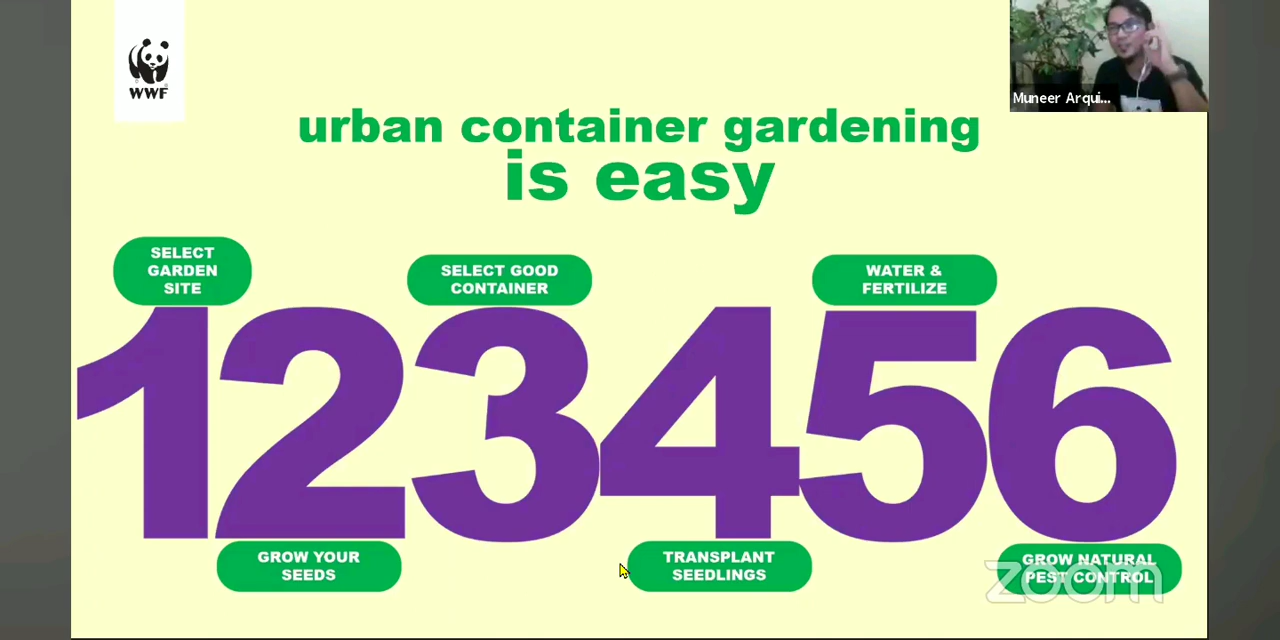 WWF
Muneer Arqui...
urban container gardening
is easy
SELECT
GARDEN
SITE
SELECT GOOD
CONTAINER
WATER &
FERTILIZE
123456
GROW YOUR
SEEDS
TRANSPLANT
SEEDLINGS
GROW NATURAL
PEST CONTROL
zoom